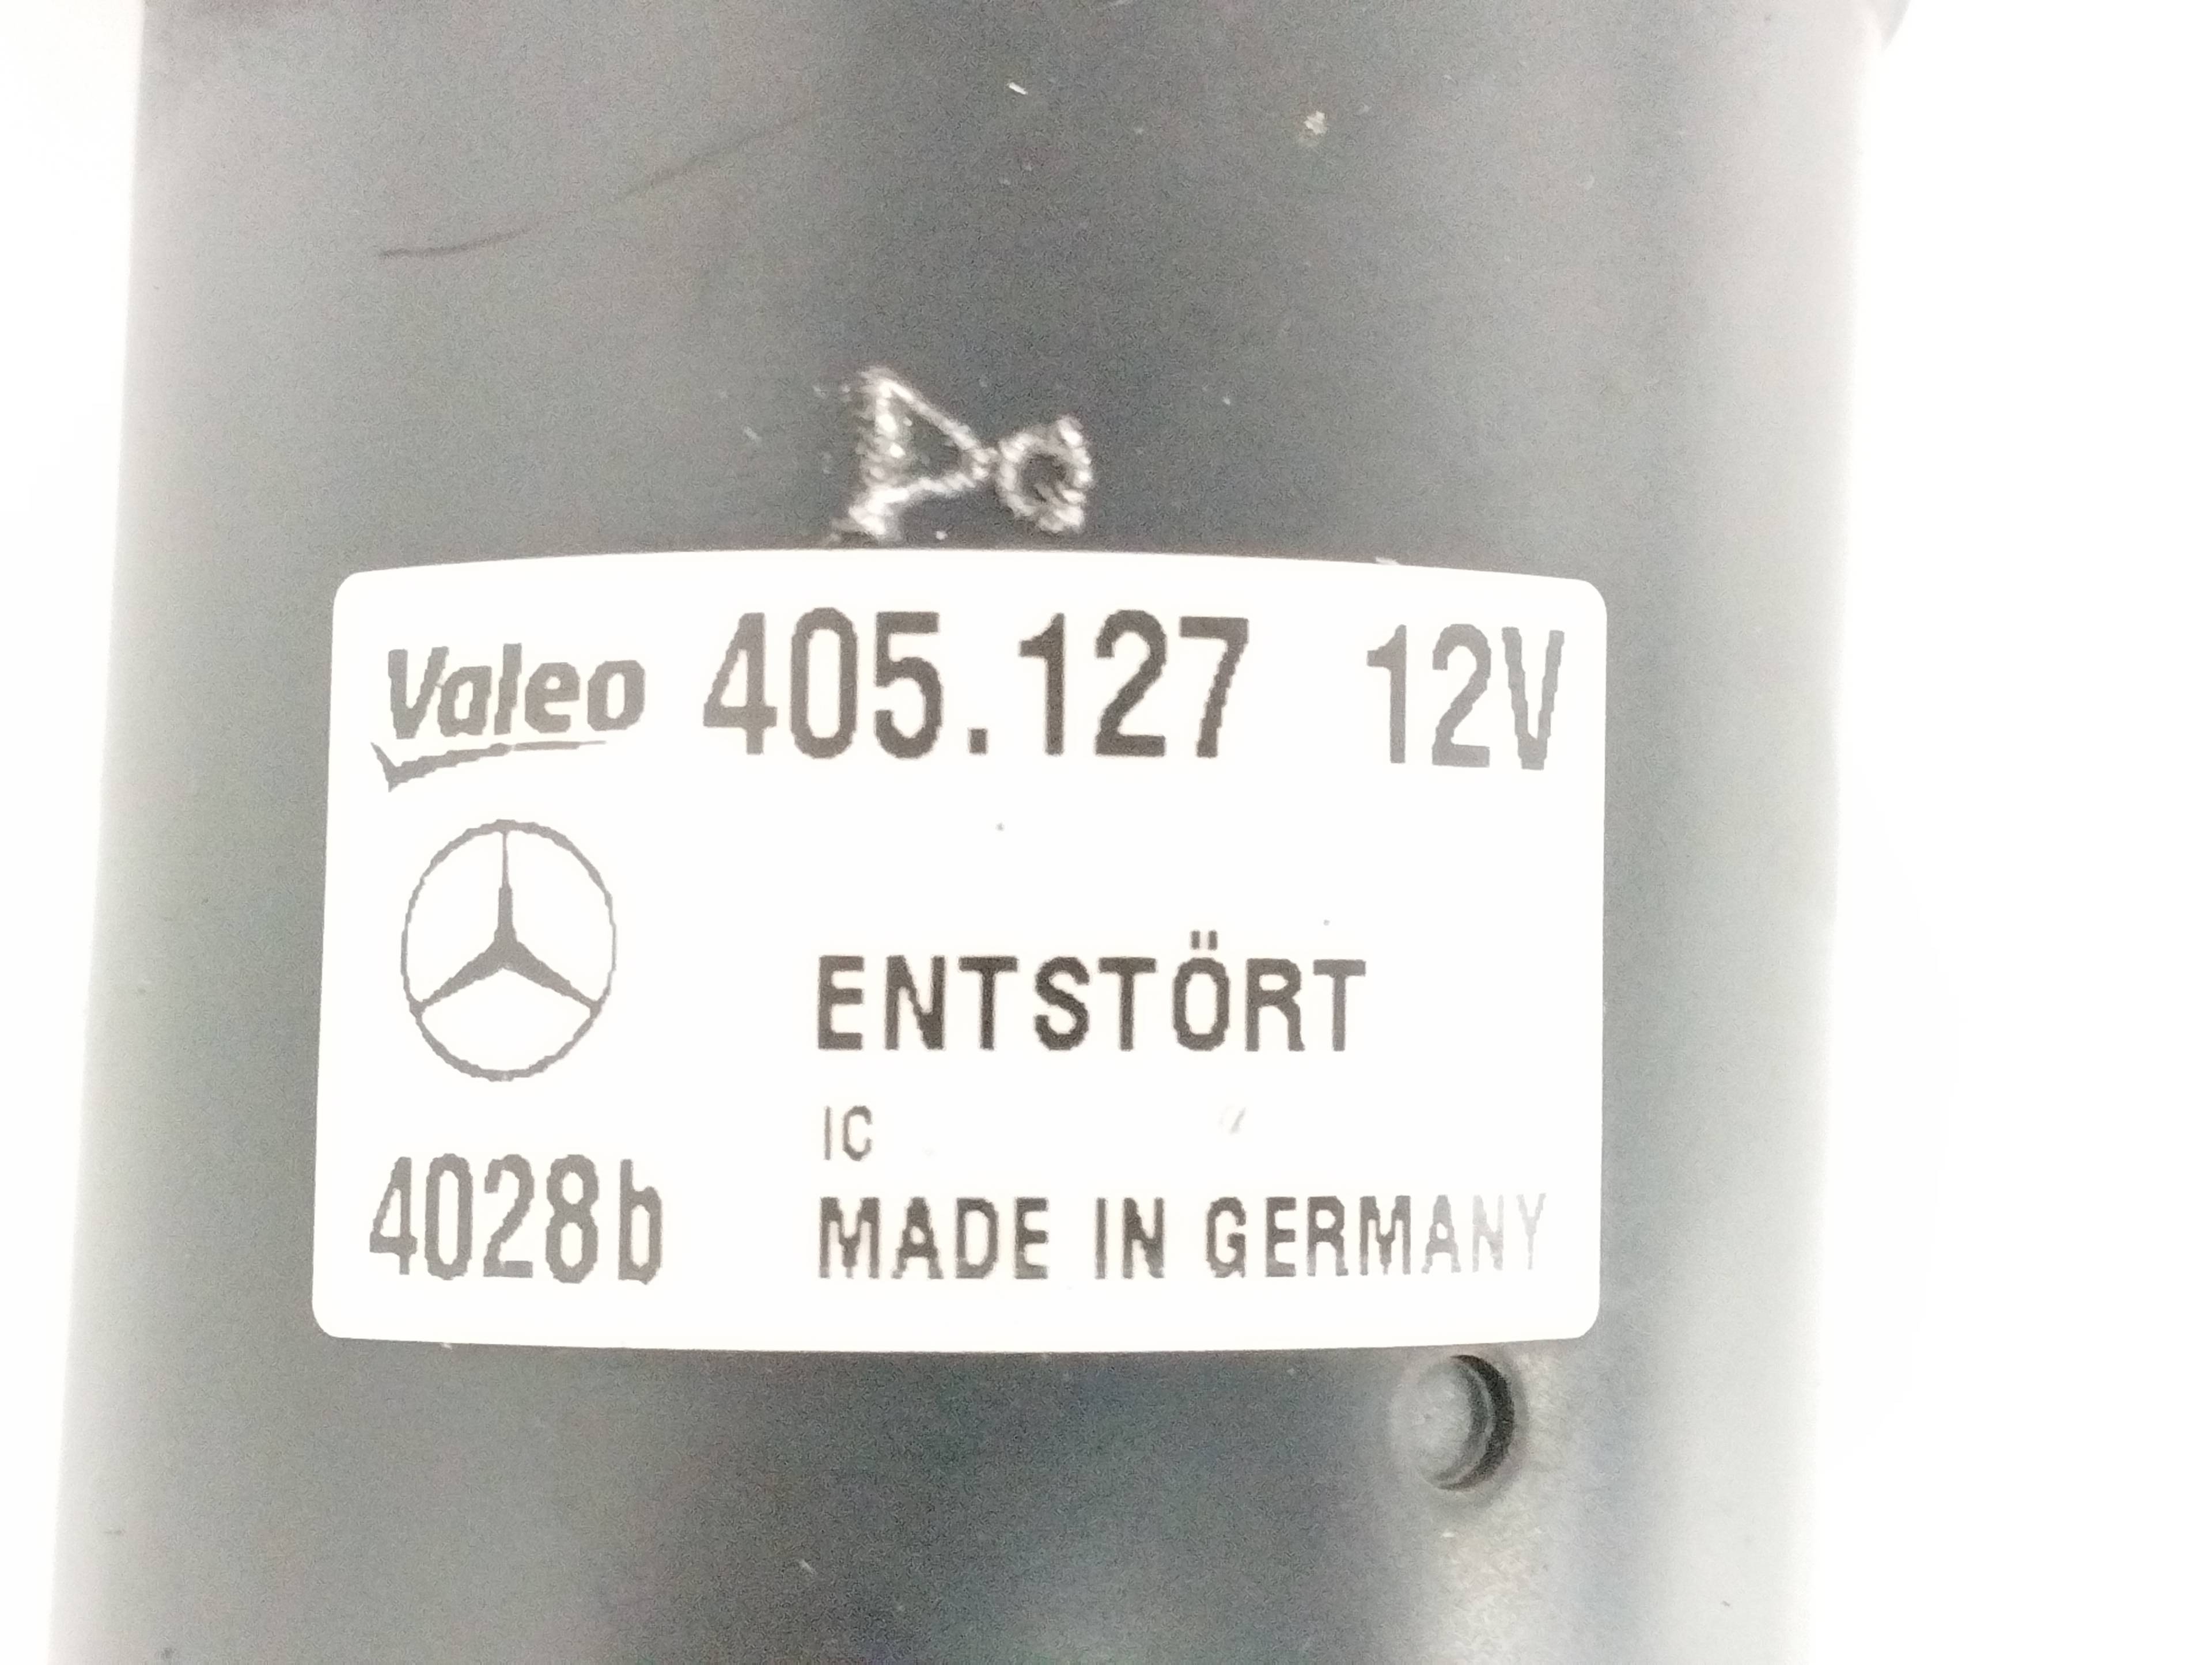 Valeo 405.127 12V
ENTSTÖRT
IC
4028b MADE IN GERMANY